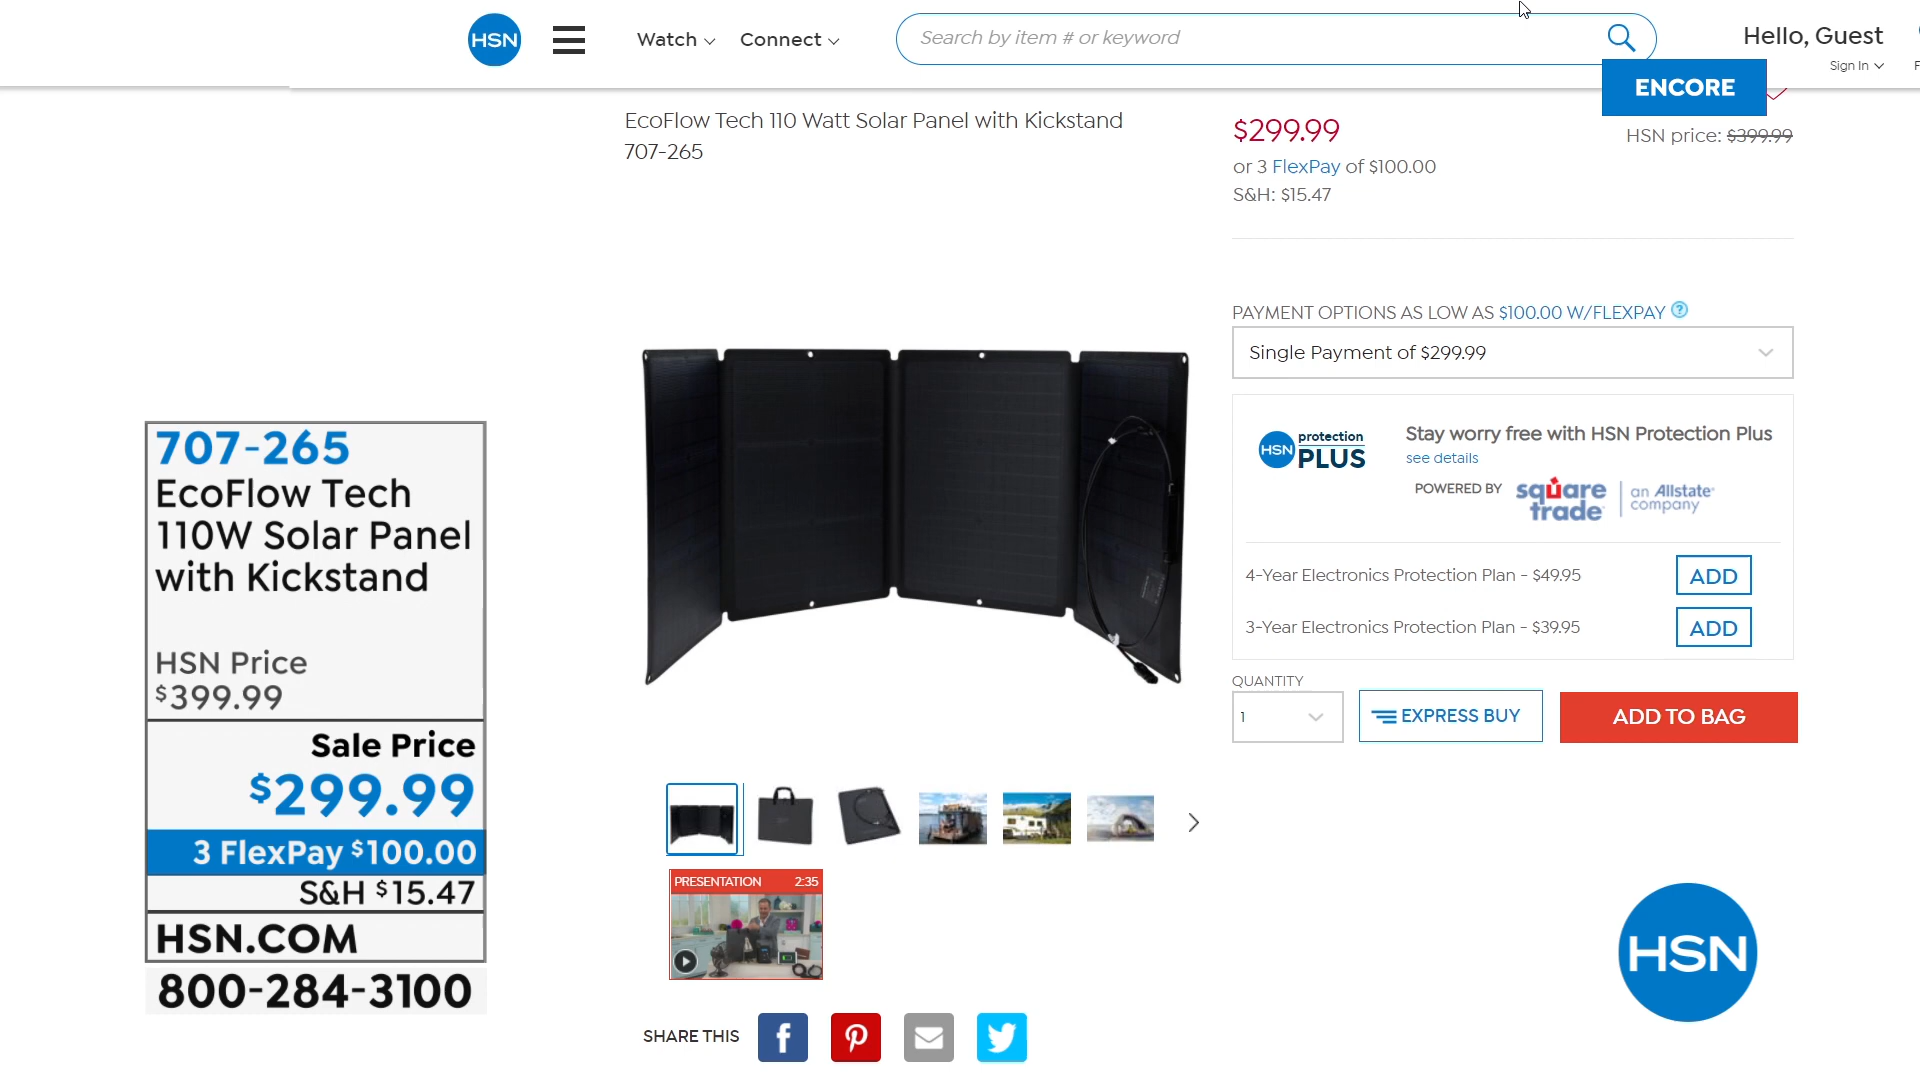 HSN
Watch
Connect
Search by item # or keyword
Hello, Guest
Sign In
F
ENCORE
EcoFlow Tech 110 Watt Solar Panel with Kickstand
707-265
$299.99
HSN price: $399.99
or 3 FlexPay of $100.00
S&H: $15.47
PAYMENT OPTIONS AS LOW AS $100.00 W/FLEXPAY ?
Single Payment of $299.99
HSN protection PLUS
Stay worry free with HSN Protection Plus
see details
POWERED BY
square trade
an Allstate company
4-Year Electronics Protection Plan - $49.95
ADD
3-Year Electronics Protection Plan - $39.95
ADD
QUANTITY
1
EXPRESS BUY
ADD TO BAG
707-265
EcoFlow Tech
110W Solar Panel
with Kickstand
HSN Price
$399.99
Sale Price
$299.99
3 FlexPay $100.00
S&H $15.47
HSN.COM
800-284-3100
PRESENTATION 2:35
SHARE THIS
HSN